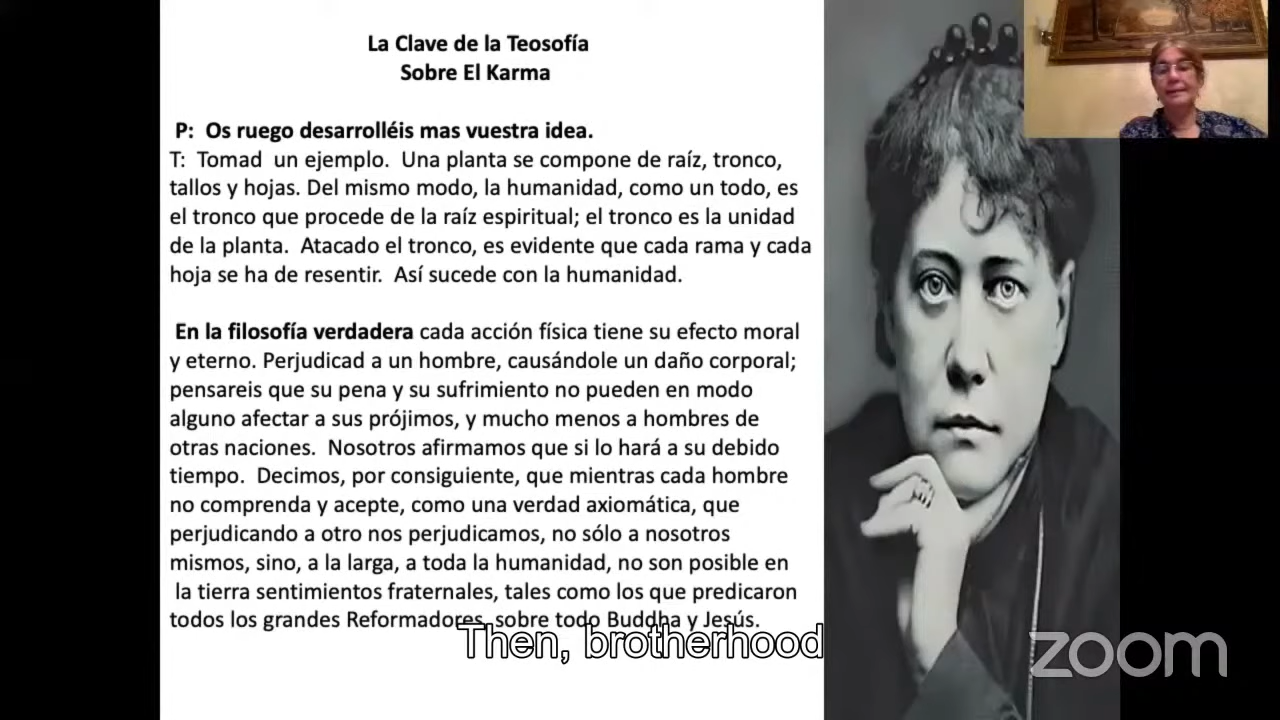 La Clave de la Teosofía
Sobre El Karma
P: Os ruego desarrolléis mas vuestra idea.
T: Tomad un ejemplo. Una planta se compone de raíz, tronco,
tallos y hojas. Del mismo modo, la humanidad, como un todo, es
el tronco que procede de la raíz espiritual; el tronco es la unidad
de la planta. Atacado el tronco, es evidente que cada rama y cada
hoja se ha de resentir. Así sucede con la humanidad.
En la filosofía verdadera cada acción física tiene su efecto moral
y eterno. Perjudicad a un hombre, causándole un daño corporal;
pensareis que su pena y su sufrimiento no pueden en modo
alguno afectar a sus prójimos, y mucho menos a hombres de
otras naciones. Nosotros afirmamos que si lo hará a su debido
tiempo. Decimos, por consiguiente, que mientras cada hombre
no comprenda y acepte, como una verdad axiomática, que
perjudicando a otro nos perjudicamos, no sólo a nosotros
mismos, sino, a la larga, a toda la humanidad, no son posible en
la tierra sentimientos fraternales, tales como los que predicaron
todos los grandes Reformadores, sobre todo Buddha y Jesús.
Then, brotherhood
zoom